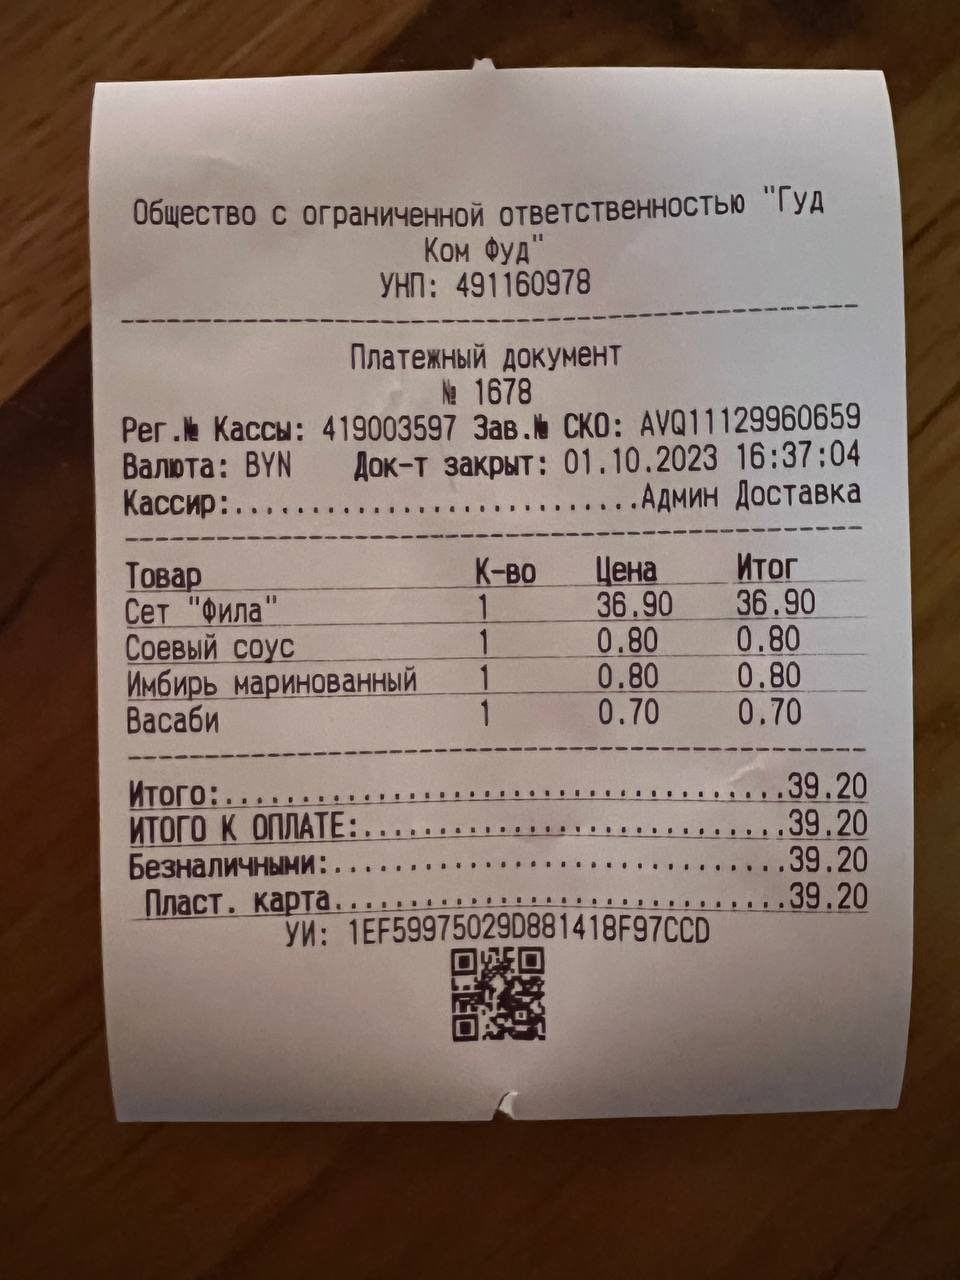 Общество с ограниченной ответственностью "Гуд
Ком Фуд"
УНП: 491160978
Платежный документ
№ 1678
Рег.№ Кассы: 419003597 Зав.№ СКО: AVQ11129960659
Валюта: BYN Док-т закрыт: 01.10.2023 16:37:04
Кассир:...........................Админ Доставка
Товар К-во Цена Итог
Сет "Фила" 1 36.90 36.90
Соевый соус 1 0.80 0.80
Имбирь маринованный 1 0.80 0.80
Васаби 1 0.70 0.70
Итого:.....................................39.20
ИТОГО К ОПЛАТЕ:............................39.20
Безналичными:..............................39.20
Пласт. карта..............................39.20
УИ: 1EF59975029D881418F97CCD